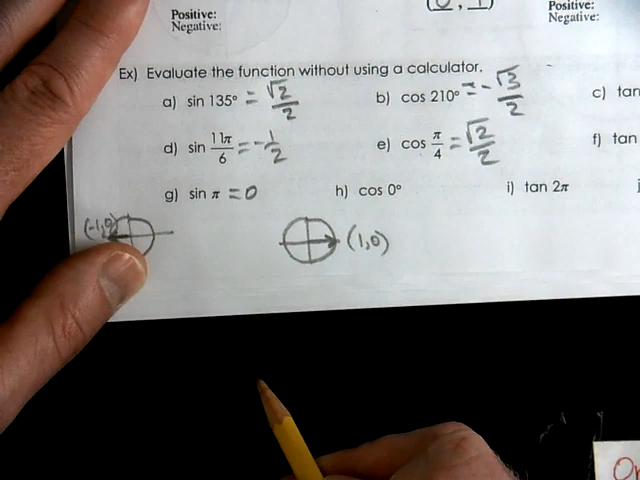 (0, 1)
Positive: Positive:
Negative: Negative:
Ex) Evaluate the function without using a calculator.
a) sin 135° = √2/2 b) cos 210° = -√3/2 c) tan
d) sin 11π/6 = -1/2 e) cos π/4 = √2/2 f) tan
g) sin π = 0 h) cos 0° i) tan 2π
(-1,0) (1,0)